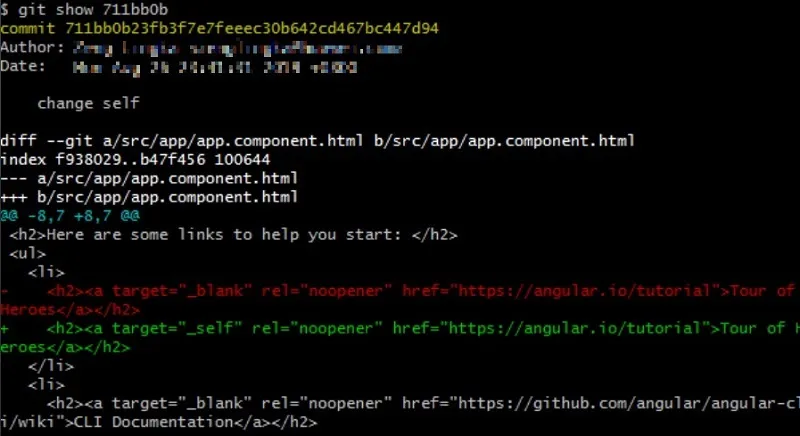 $ git show 711bb0b
commit 711bb0b23fb3f7e7feeec30b642cd467bc447d94
Author:
Date:
change self
diff --git a/src/app/app.component.html b/src/app/app.component.html
index f938029..b47f456 100644
--- a/src/app/app.component.html
+++ b/src/app/app.component.html
@@ -8,7 +8,7 @@
<h2>Here are some links to help you start: </h2>
<ul>
<li>
-    <h2><a target="_blank" rel="noopener" href="https://angular.io/tutorial">Tour of
Heroes</a></h2>
+    <h2><a target="_self" rel="noopener" href="https://angular.io/tutorial">Tour of H
eroes</a></h2>
</li>
<li>
<h2><a target="_blank" rel="noopener" href="https://github.com/angular/angular-cl
i/wiki">CLI Documentation</a></h2>